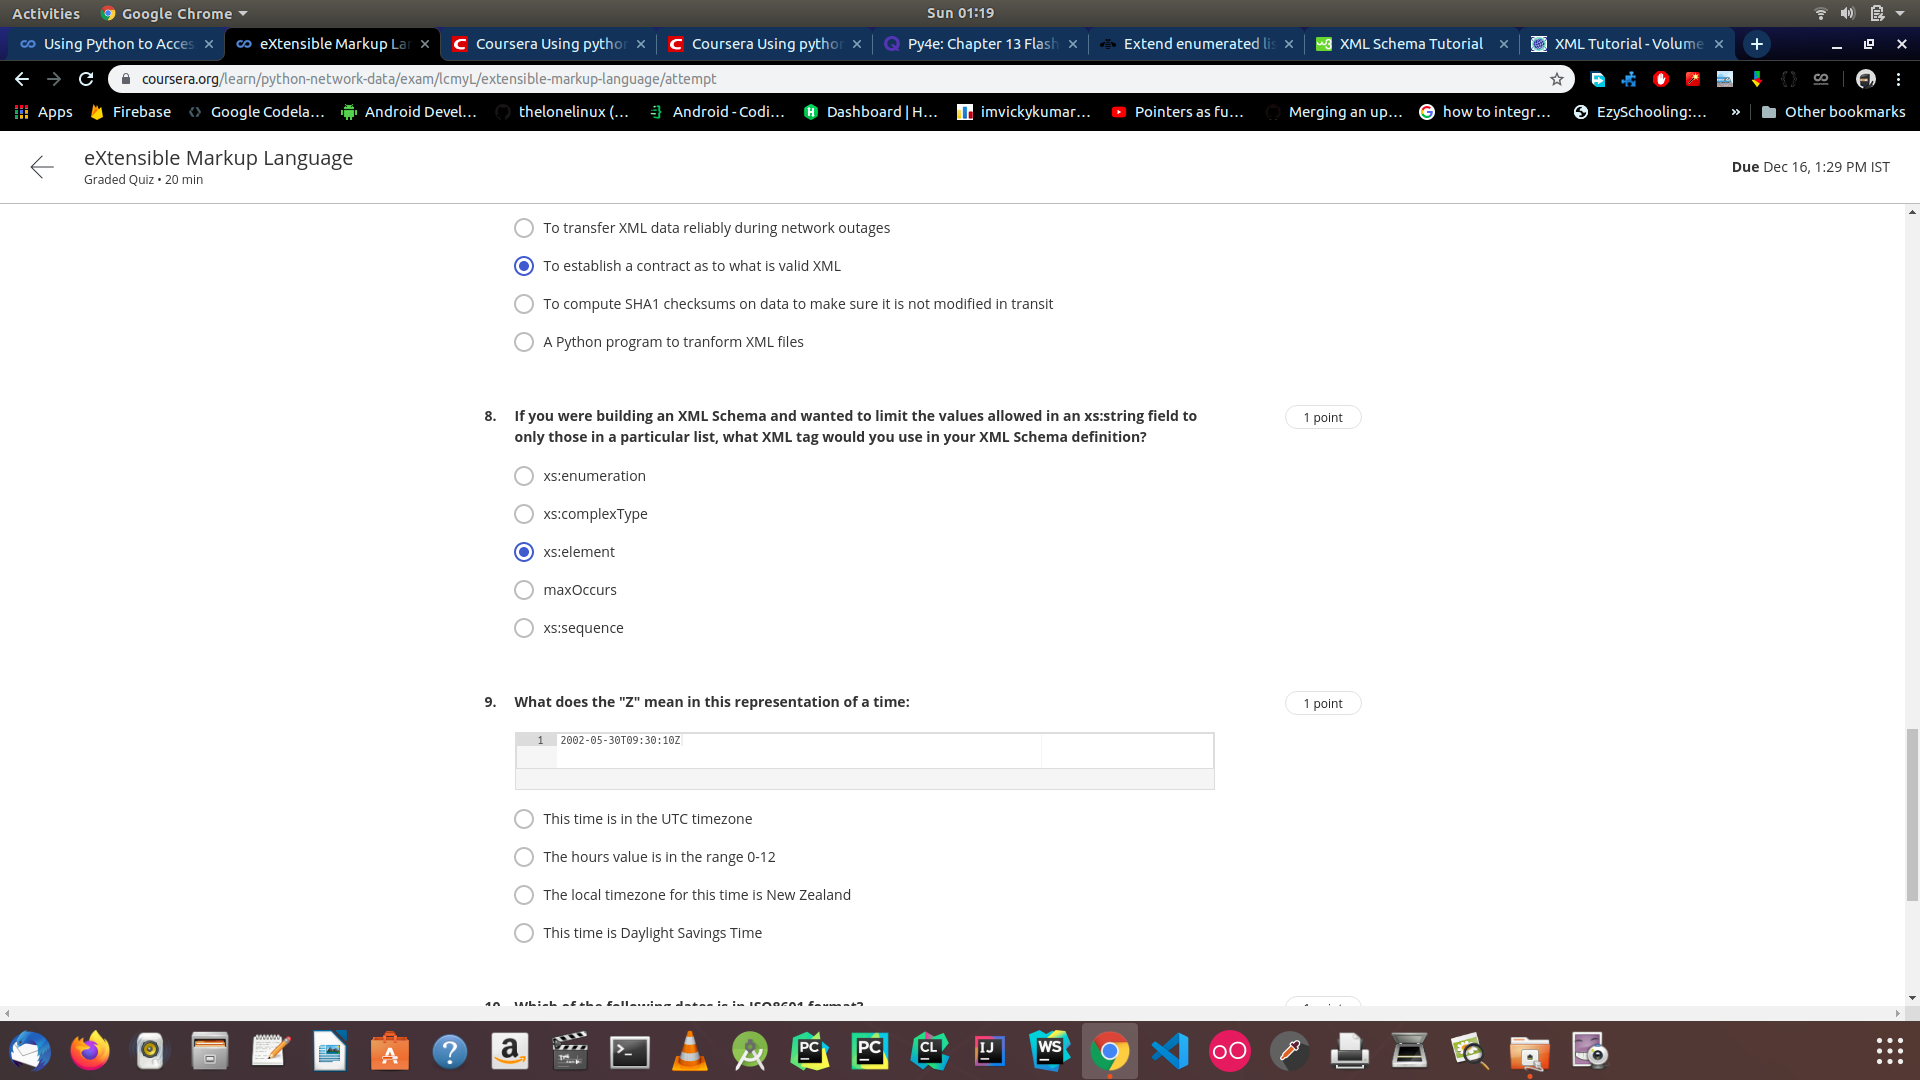 Activities
Google Chrome
Sun 01:19
Using Python to Acces
eXtensible Markup Lar
Coursera Using pythor
Coursera Using pythor
Py4e: Chapter 13 Flash
Extend enumerated lis
XML Schema Tutorial
XML Tutorial - Volume
coursera.org/learn/python-network-data/exam/lcmyL/extensible-markup-language/attempt
Apps
Firebase
Google Codela...
Android Devel...
thelonelinux (...
Android - Codi...
Dashboard | H...
imvickykumar...
Pointers as fu...
Merging an up...
how to integr...
EzySchooling:...
»
Other bookmarks
eXtensible Markup Language
Graded Quiz • 20 min
Due Dec 16, 1:29 PM IST
To transfer XML data reliably during network outages
To establish a contract as to what is valid XML
To compute SHA1 checksums on data to make sure it is not modified in transit
A Python program to tranform XML files
8. If you were building an XML Schema and wanted to limit the values allowed in an xs:string field to
only those in a particular list, what XML tag would you use in your XML Schema definition?
1 point
xs:enumeration
xs:complexType
xs:element
maxOccurs
xs:sequence
9. What does the "Z" mean in this representation of a time:
1 point
1 2002-05-30T09:30:10Z
This time is in the UTC timezone
The hours value is in the range 0-12
The local timezone for this time is New Zealand
This time is Daylight Savings Time
10. Which of the following dates is in ISO8601 format?
1 point